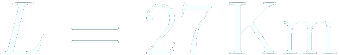 L = 27 Km